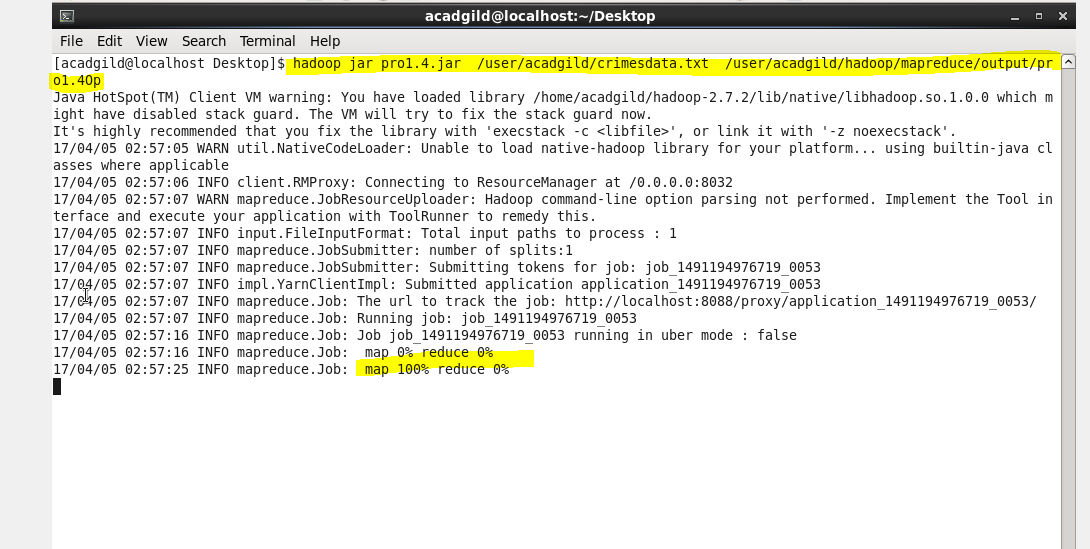 acadgild@localhost:~/Desktop
File Edit View Search Terminal Help
[acadgild@localhost Desktop]$ hadoop jar pro1.4.jar  /user/acadgild/crimesdata.txt  /user/acadgild/hadoop/mapreduce/output/pr
o1.4Op
Java HotSpot(TM) Client VM warning: You have loaded library /home/acadgild/hadoop-2.7.2/lib/native/libhadoop.so.1.0.0 which m
ight have disabled stack guard. The VM will try to fix the stack guard now.
It's highly recommended that you fix the library with 'execstack -c <libfile>', or link it with '-z noexecstack'.
17/04/05 02:57:05 WARN util.NativeCodeLoader: Unable to load native-hadoop library for your platform... using builtin-java cl
asses where applicable
17/04/05 02:57:06 INFO client.RMProxy: Connecting to ResourceManager at /0.0.0.0:8032
17/04/05 02:57:07 WARN mapreduce.JobResourceUploader: Hadoop command-line option parsing not performed. Implement the Tool in
terface and execute your application with ToolRunner to remedy this.
17/04/05 02:57:07 INFO input.FileInputFormat: Total input paths to process : 1
17/04/05 02:57:07 INFO mapreduce.JobSubmitter: number of splits:1
17/04/05 02:57:07 INFO mapreduce.JobSubmitter: Submitting tokens for job: job_1491194976719_0053
17/04/05 02:57:07 INFO impl.YarnClientImpl: Submitted application application_1491194976719_0053
17/04/05 02:57:07 INFO mapreduce.Job: The url to track the job: http://localhost:8088/proxy/application_1491194976719_0053/
17/04/05 02:57:07 INFO mapreduce.Job: Running job: job_1491194976719_0053
17/04/05 02:57:16 INFO mapreduce.Job: Job job_1491194976719_0053 running in uber mode : false
17/04/05 02:57:16 INFO mapreduce.Job:  map 0% reduce 0%
17/04/05 02:57:25 INFO mapreduce.Job:  map 100% reduce 0%